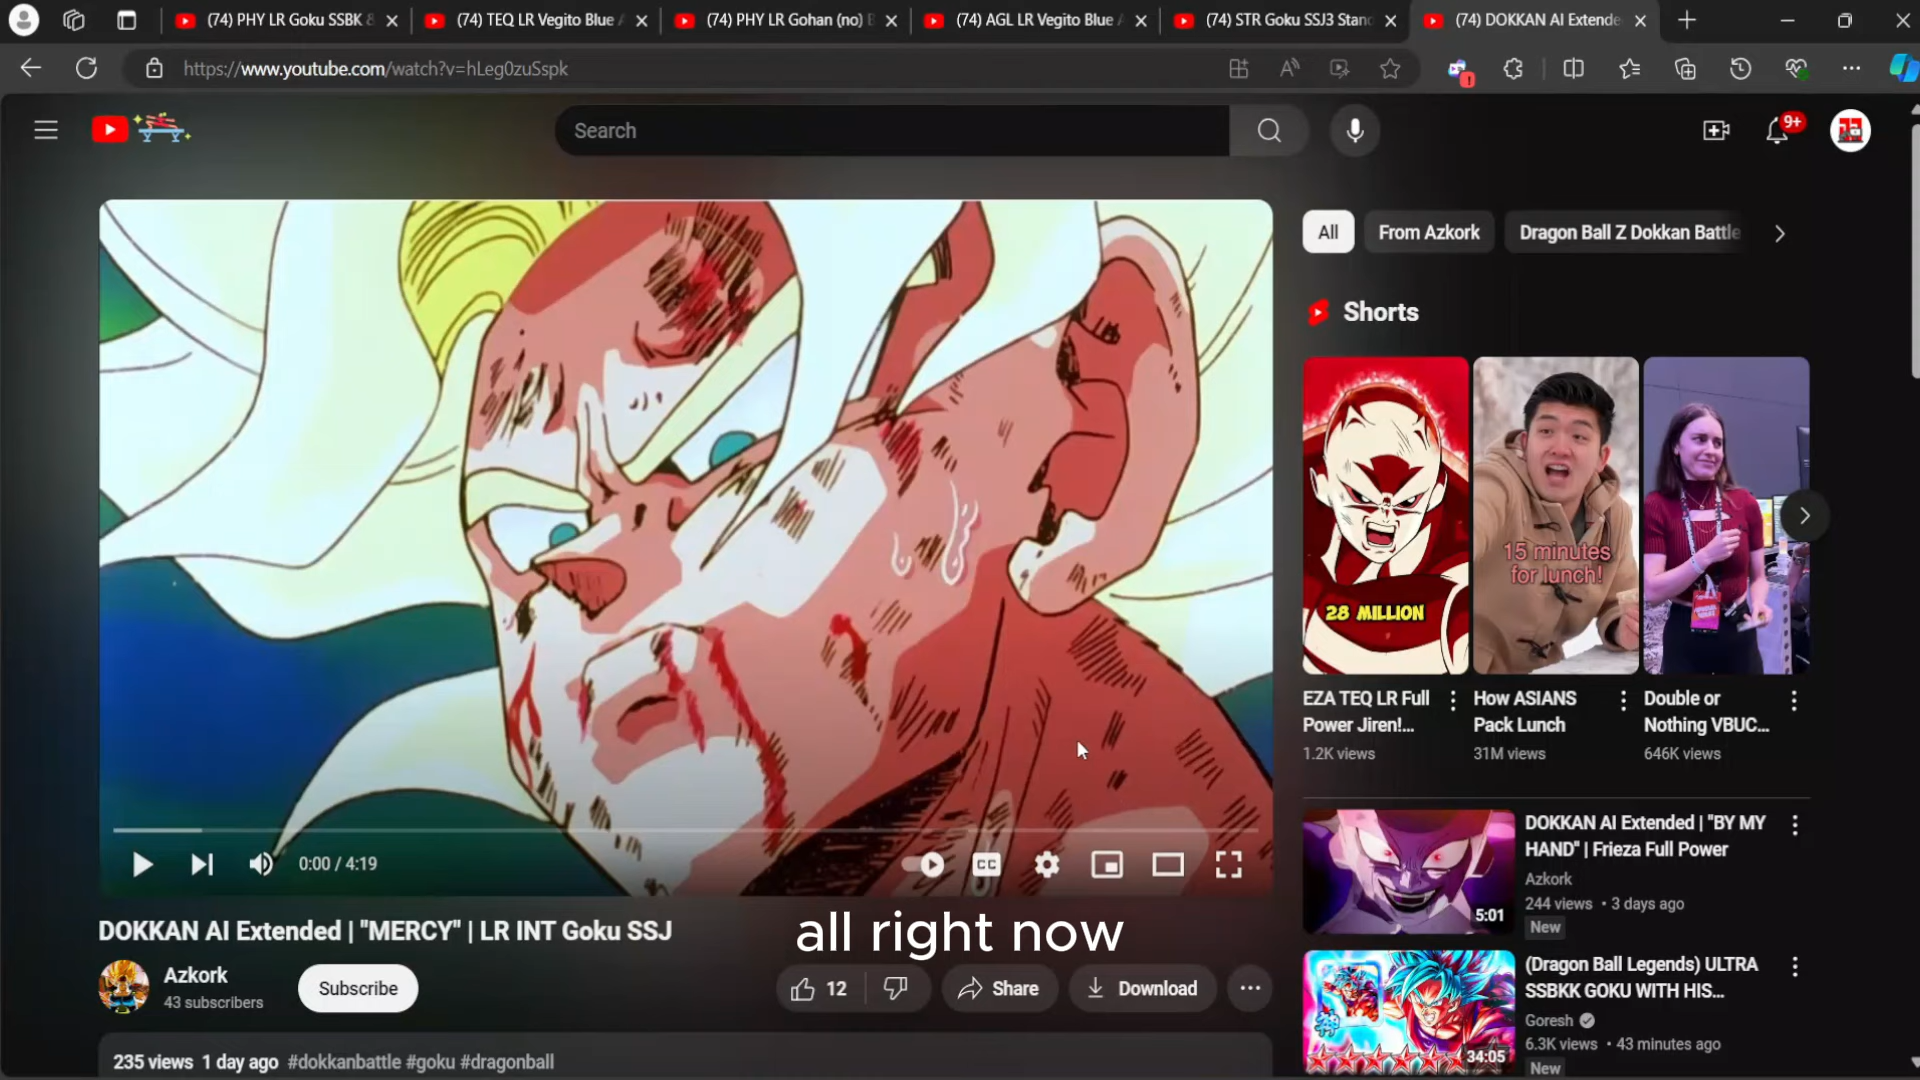 (74) PHY LR Goku SSBK &
(74) TEQ LR Vegito Blue A
(74) PHY LR Gohan (no) B
(74) AGL LR Vegito Blue A
(74) STR Goku SSJ3 Stanc
(74) DOKKAN AI Extende
https://www.youtube.com/watch?v=hLeg0zuSspk
Search
9+
All
From Azkork
Dragon Ball Z Dokkan Battle
Shorts
15 minutes
for lunch!
28 MILLION
EZA TEQ LR Full
Power Jiren!...
1.2K views
How ASIANS
Pack Lunch
31M views
Double or
Nothing VBUC...
646K views
0:00 / 4:19
CC
DOKKAN AI Extended | "MERCY" | LR INT Goku SSJ
all right now
Azkork
43 subscribers
Subscribe
12
Share
Download
235 views 1 day ago #dokkanbattle #goku #dragonball
5:01
DOKKAN AI Extended | "BY MY
HAND" | Frieza Full Power
Azkork
244 views • 3 days ago
New
34:05
(Dragon Ball Legends) ULTRA
SSBKK GOKU WITH HIS...
Goresh
6.3K views • 43 minutes ago
New